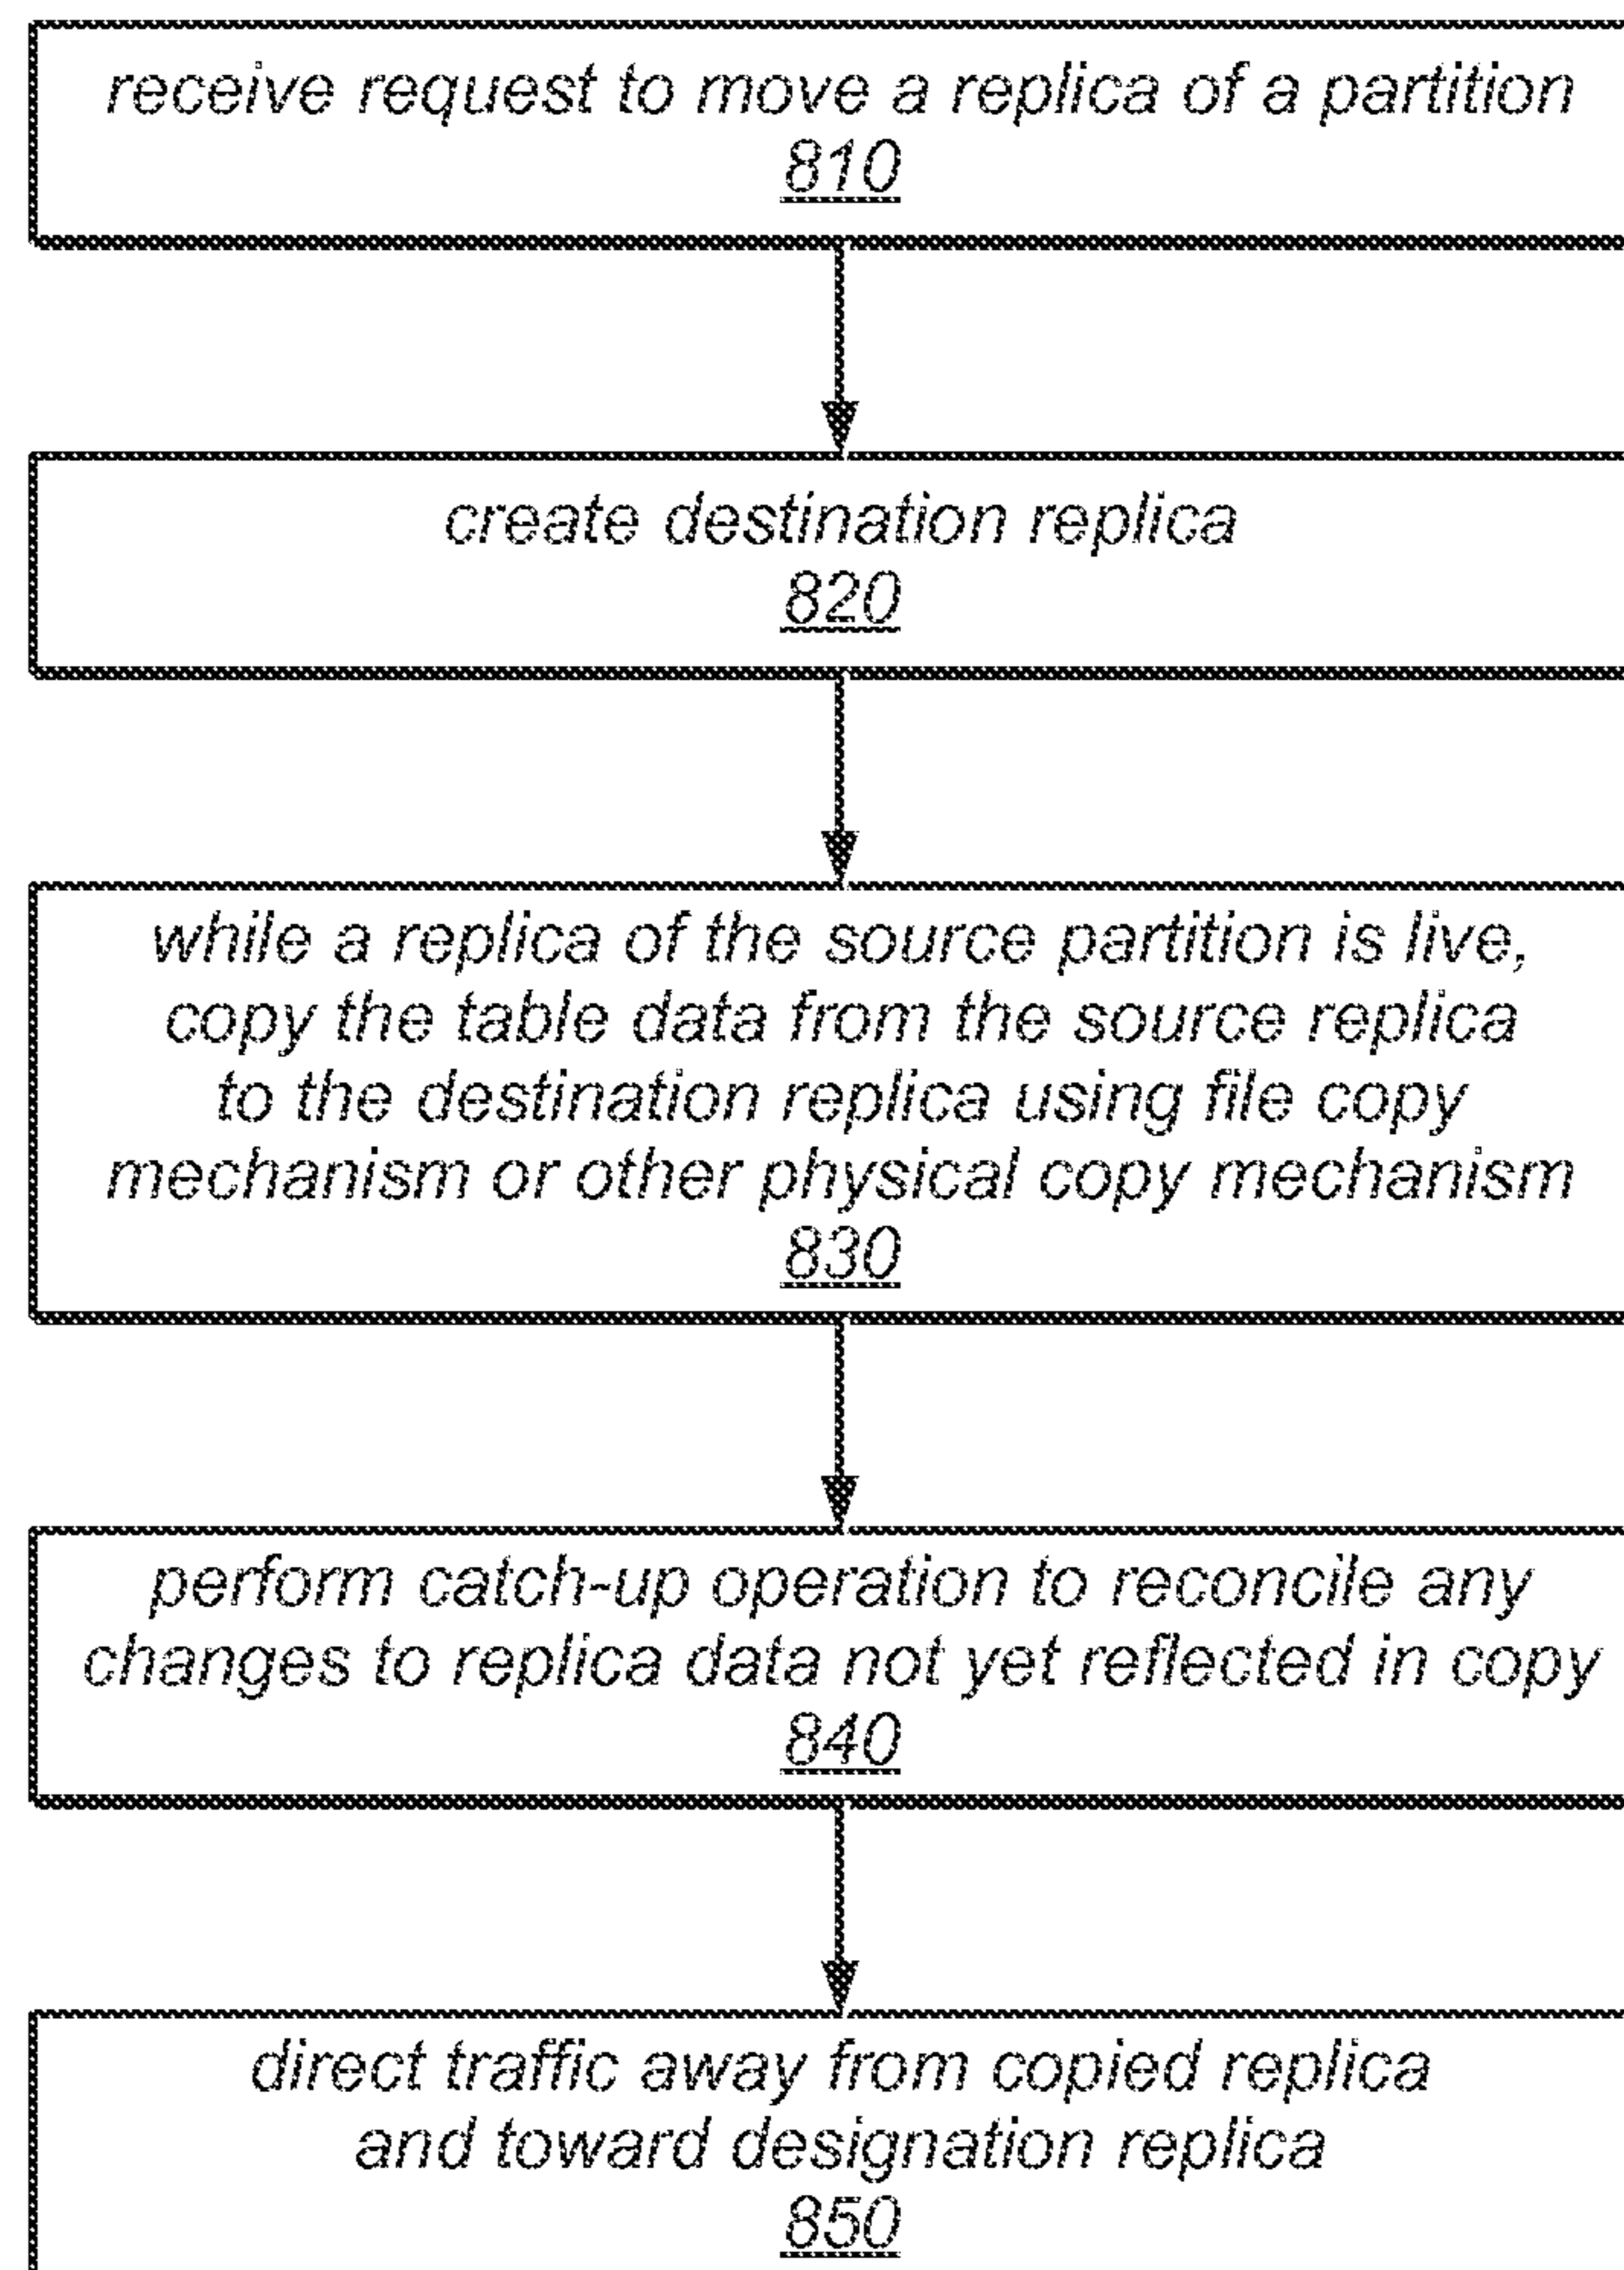 receive request to move a replica of a partition
810
create destination replica
820
while a replica of the source partition is live,
copy the table data from the source replica
to the destination replica using file copy
mechanism or other physical copy mechanism
830
perform catch-up operation to reconcile any
changes to replica data not yet reflected in copy
840
direct traffic away from copied replica
and toward designation replica
850